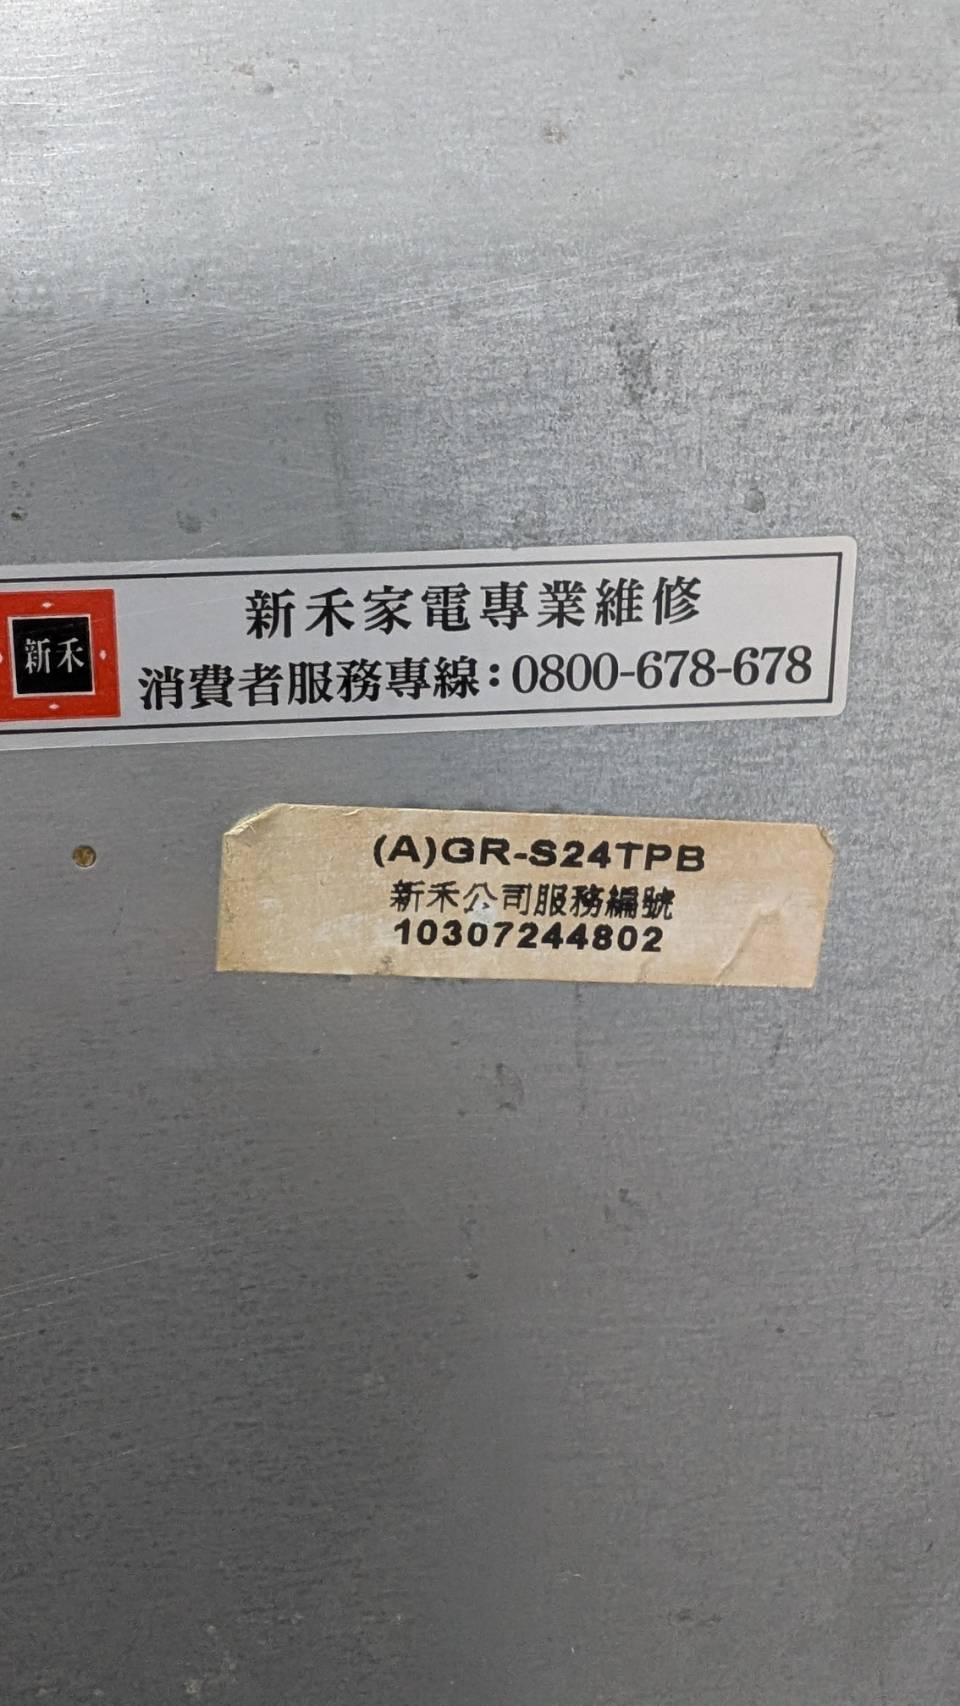 新禾
新禾家電專業維修
消費者服務專線：0800-678-678
(A)GR-S24TPB
新禾公司服務編號
10307244802